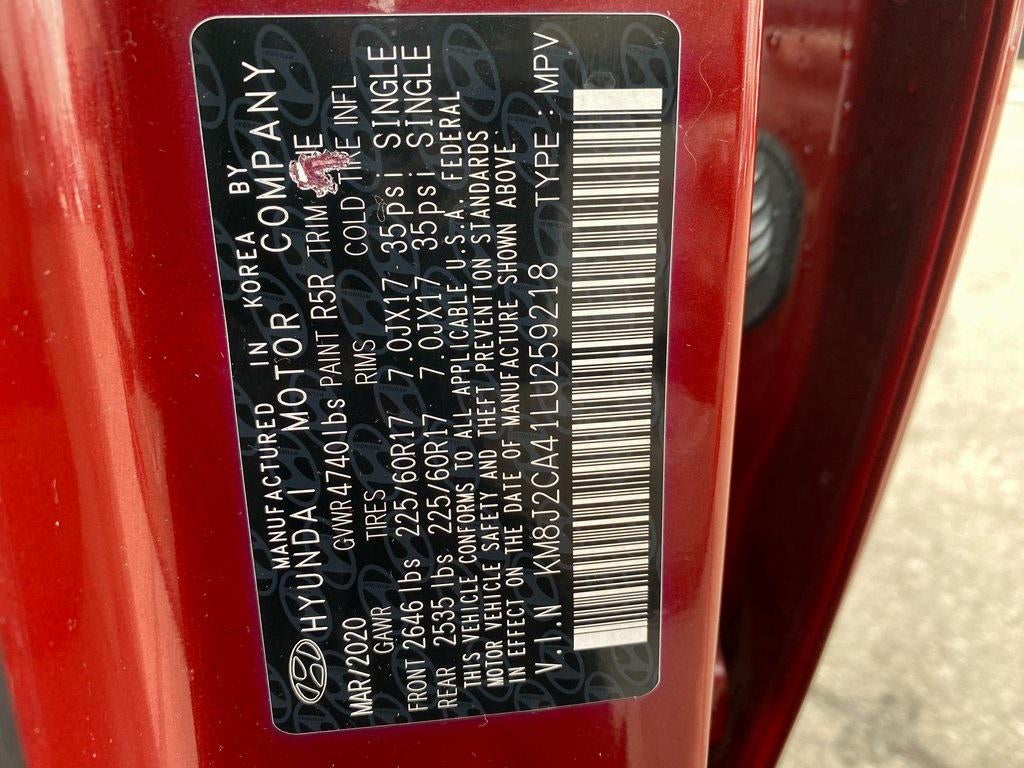 MANUFACTURED IN KOREA BY
HYUNDAI MOTOR COMPANY
MAR/2020 GWR4740lbs PAINT R5R TRIM
GAWR TIRES RIMS COLD INFL
FRONT 2646lbs 225/60R17 7.0JX17 35psi SINGLE
REAR 2535lbs 225/60R17 7.0JX17 35psi SINGLE
THIS VEHICLE CONFORMS TO ALL APPLICABLE U.S.A. FEDERAL
MOTOR VEHICLE SAFETY AND THEFT PREVENTION STANDARDS
IN EFFECT ON THE DATE OF MANUFACTURE SHOWN ABOVE
V.I.N KM8J2CA41LU259218 TYPE : MPV